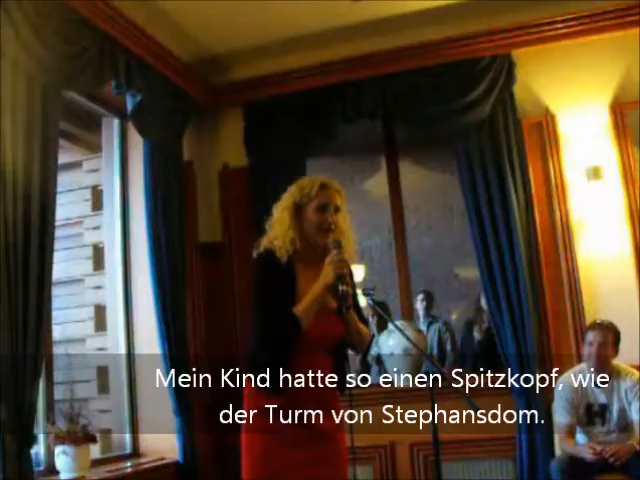 Mein Kind hatte so einen Spitzkopf, wie
der Turm von Stephansdom.
H